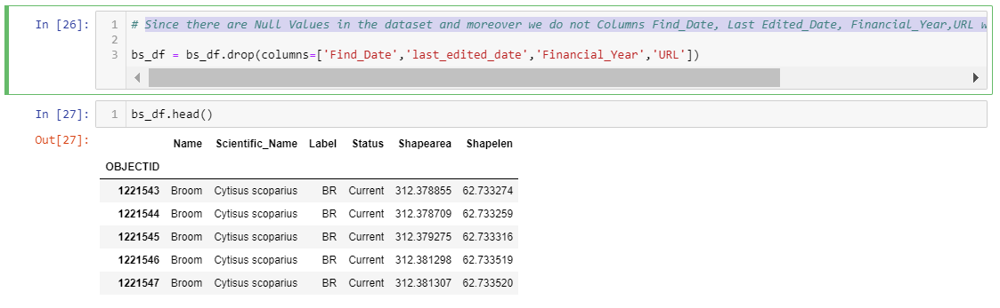 In [26]:
1 # Since there are Null Values in the dataset and moreover we do not Columns Find_Date, Last Edited_Date, Financial_Year,URL w
2
3 bs_df = bs_df.drop(columns=['Find_Date','last_edited_date','Financial_Year','URL'])
In [27]:
1 bs_df.head()
Out[27]:
Name Scientific_Name Label Status Shapearea Shapelen
OBJECTID
1221543 Broom Cytisus scoparius BR Current 312.378855 62.733274
1221544 Broom Cytisus scoparius BR Current 312.378709 62.733259
1221545 Broom Cytisus scoparius BR Current 312.379275 62.733316
1221546 Broom Cytisus scoparius BR Current 312.381298 62.733519
1221547 Broom Cytisus scoparius BR Current 312.381307 62.733520